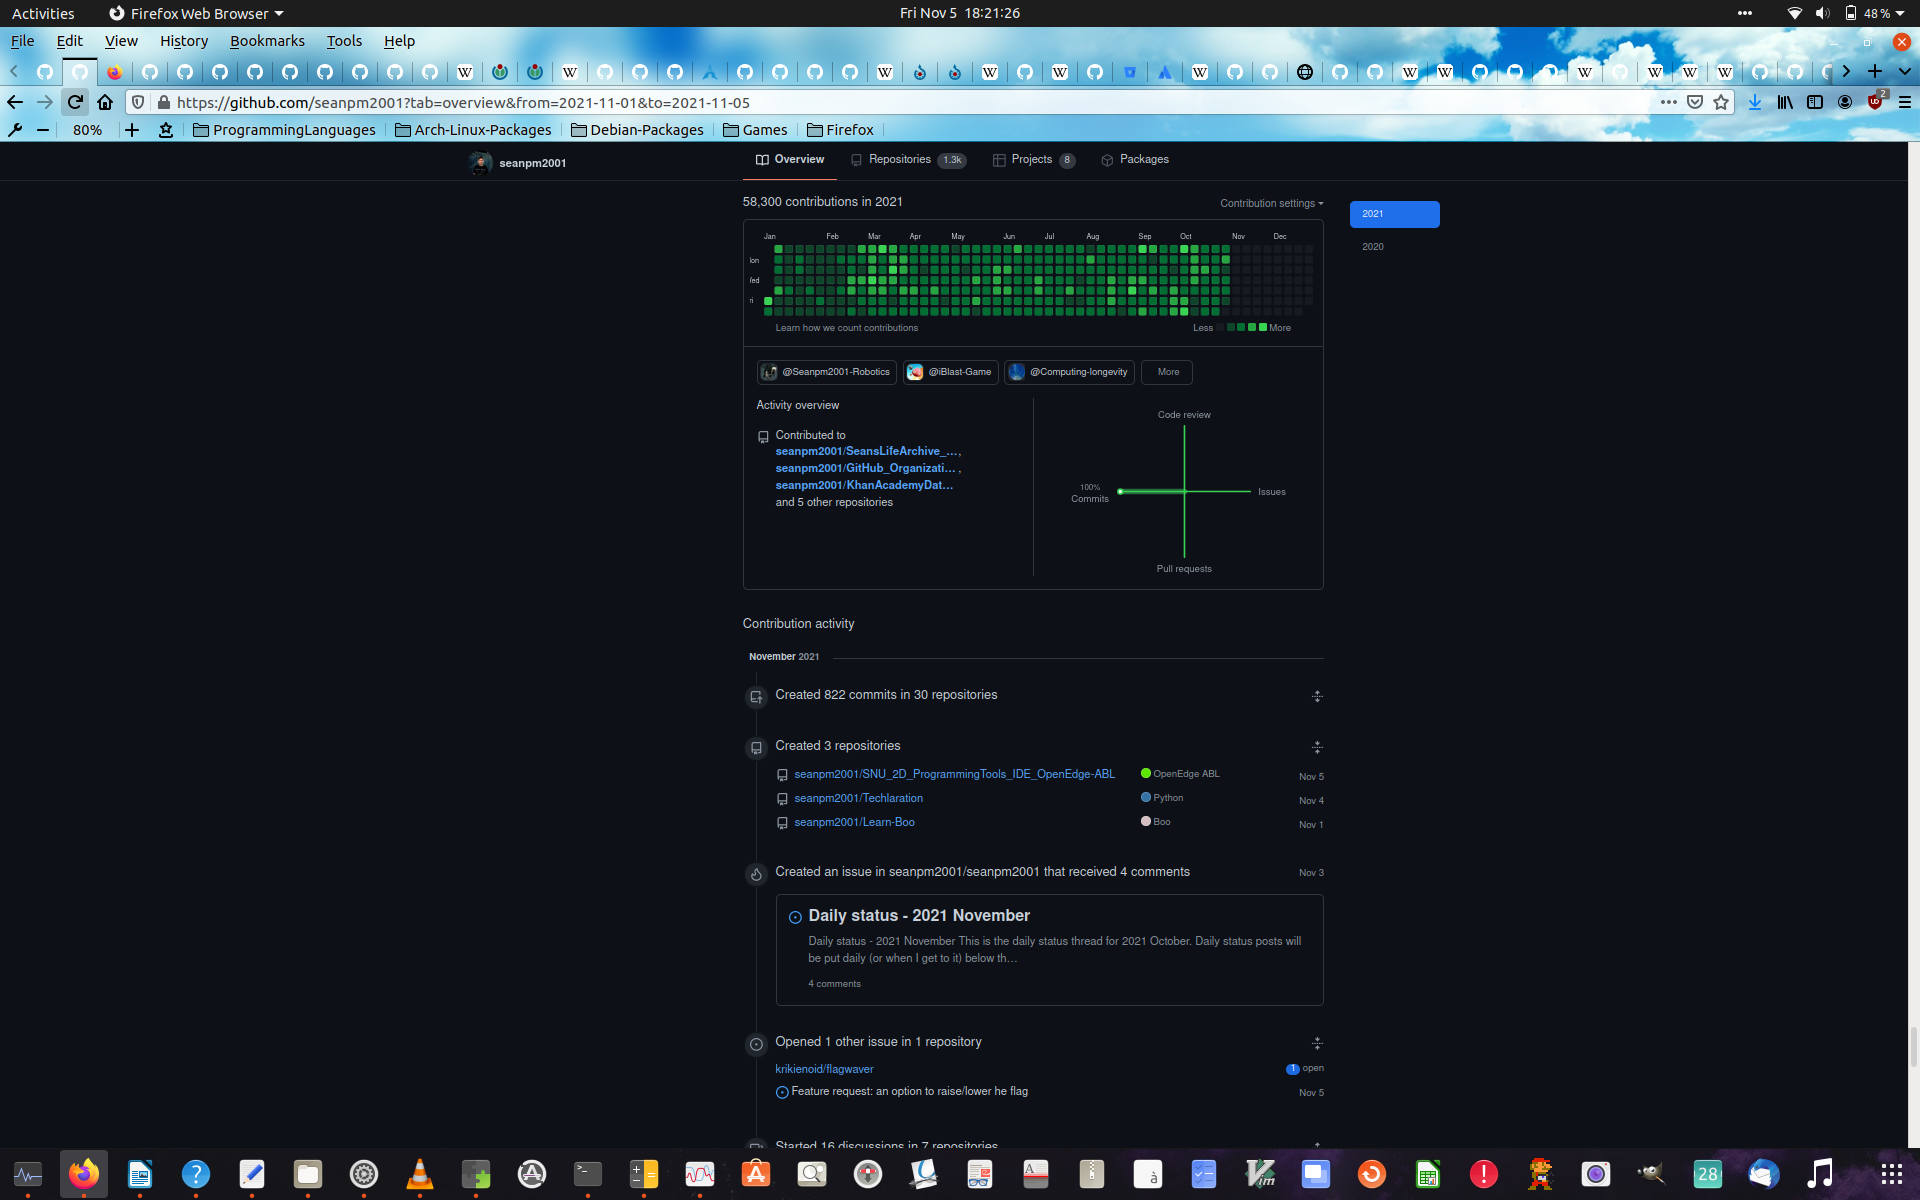 Activities
Firefox Web Browser
Fri Nov 5 18:21:26
48 %
File Edit View History Bookmarks Tools Help
https://github.com/seanpm2001?tab=overview&from=2021-11-01&to=2021-11-05
2
80%
ProgrammingLanguages
Arch-Linux-Packages
Debian-Packages
Games
Firefox
seanpm2001
Overview
Repositories 1.3k
Projects 8
Packages
58,300 contributions in 2021
Contribution settings
2021
2020
Jan Feb Mar Apr May Jun Jul Aug Sep Oct Nov Dec
Learn how we count contributions
Less More
@Seanpm2001-Robotics
@iBlast-Game
@Computing-longevity
More
Activity overview
Contributed to
seanpm2001/SeansLifeArchive_…,
seanpm2001/GitHub_Organizati… ,
seanpm2001/KhanAcademyDat…
and 5 other repositories
Code review
100%
Commits
Issues
Pull requests
Contribution activity
November 2021
Created 822 commits in 30 repositories
Created 3 repositories
seanpm2001/SNU_2D_ProgrammingTools_IDE_OpenEdge-ABL OpenEdge ABL Nov 5
seanpm2001/Techlaration Python Nov 4
seanpm2001/Learn-Boo Boo Nov 1
Created an issue in seanpm2001/seanpm2001 that received 4 comments Nov 3
Daily status - 2021 November
Daily status - 2021 November This is the daily status thread for 2021 October. Daily status posts will
be put daily (or when I get to it) below th…
4 comments
Opened 1 other issue in 1 repository
krikienoid/flagwaver 1 open
Feature request: an option to raise/lower he flag Nov 5
Started 16 discussions in 7 repositories
28